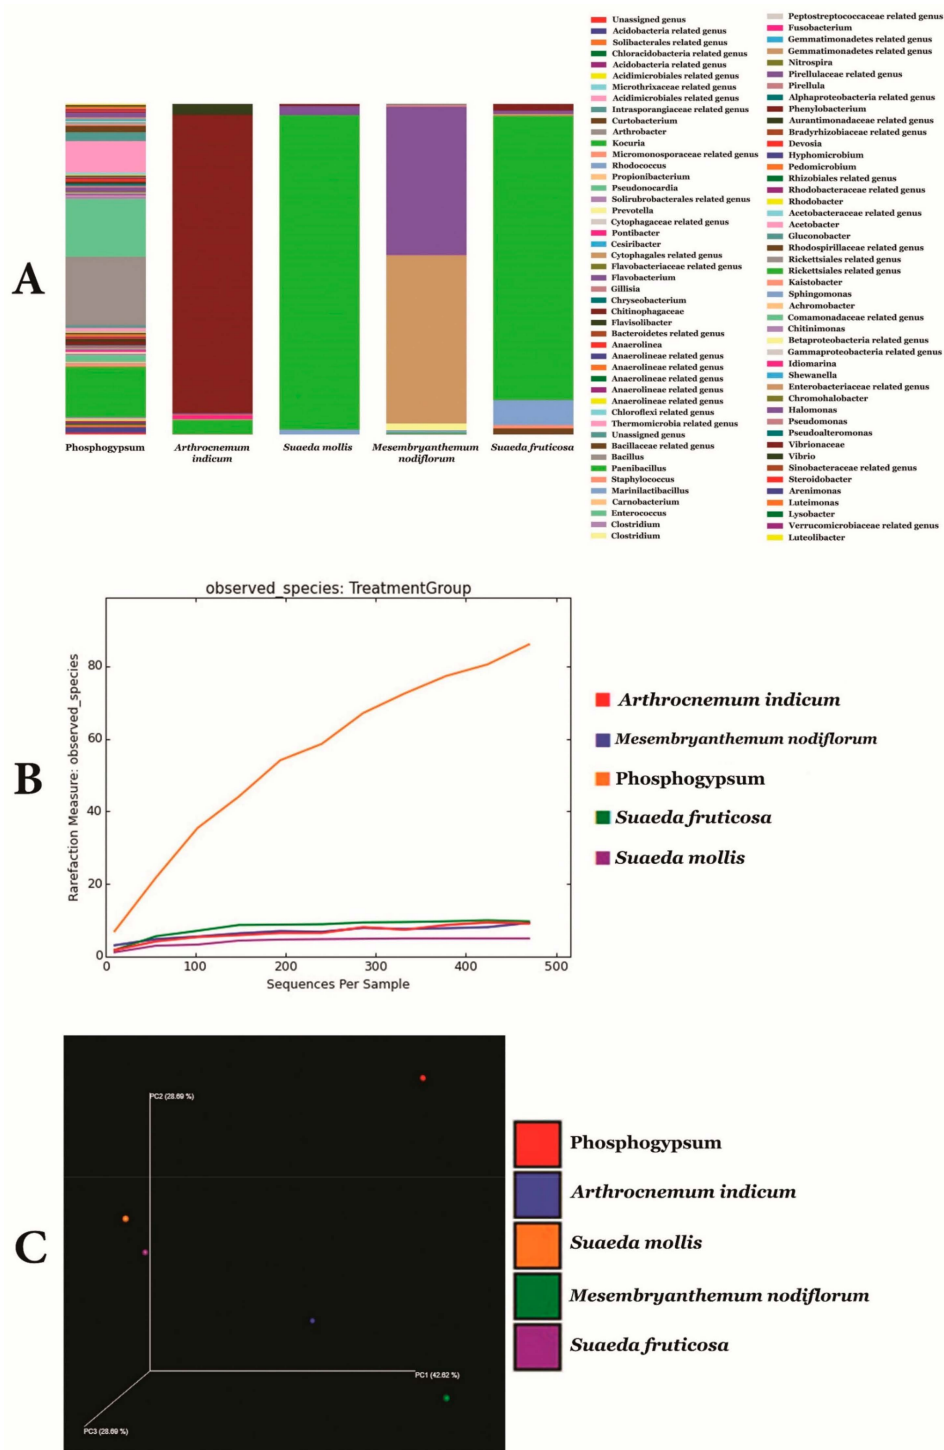 A
Phosphogypsum
Arthrocnemum
indicum
Suaeda mollis
Mesembryanthemum
nodiflorum
Suaeda fruticosa
Unassigned genus
Acidobacteria related genus
Solibacterales related genus
Chloracidobacteria related genus
Acidobacteria related genus
Acidimicrobiales related genus
Microthrixaceae related genus
Acidimicrobiales related genus
Intrasporangiaceae related genus
Curtobacterium
Arthrobacter
Kocuria
Micromonosporaceae related genus
Rhodococcus
Propionibacterium
Pseudonocardia
Solirubrobacterales related genus
Prevotella
Cytophagaceae related genus
Pontibacter
Cesiribacter
Cytophagales related genus
Flavobacteriaceae related genus
Flavobacterium
Gillisia
Chryseobacterium
Chitinophagaceae
Flavisolibacter
Bacteroidetes related genus
Anaerolinea
Anaerolineae related genus
Anaerolineae related genus
Anaerolineae related genus
Anaerolineae related genus
Anaerolineae related genus
Chloroflexi related genus
Thermomicrobia related genus
Unassigned genus
Bacillaceae related genus
Bacillus
Paenibacillus
Staphylococcus
Marinilactibacillus
Carnobacterium
Enterococcus
Clostridium
Clostridium
Peptostreptococcaceae related genus
Fusobacterium
Gemmatimonadetes related genus
Gemmatimonadetes related genus
Nitrospira
Pirellulaceae related genus
Pirellula
Alphaproteobacteria related genus
Phenylobacterium
Aurantimonadaceae related genus
Bradyrhizobiaceae related genus
Devosia
Hyphomicrobium
Pedomicrobium
Rhizobiales related genus
Rhodobacteraceae related genus
Rhodobacter
Acetobacteraceae related genus
Acetobacter
Gluconobacter
Rhodospirillaceae related genus
Rickettsiales related genus
Rickettsiales related genus
Kaistobacter
Sphingomonas
Achromobacter
Comamonadaceae related genus
Chitinimonas
Betaproteobacteria related genus
Gammaproteobacteria related genus
Idiomarina
Shewanella
Enterobacteriaceae related genus
Chromohalobacter
Halomonas
Pseudomonas
Pseudoalteromonas
Vibrionaceae
Vibrio
Sinobacteraceae related genus
Steroidobacter
Arenimonas
Luteimonas
Lysobacter
Verrucomicrobiaceae related genus
Luteolibacter
B
observed_species: TreatmentGroup
Rarefaction Measure: observed_species
80
60
40
20
0
0 100 200 300 400 500
Sequences Per Sample
Arthrocnemum indicum
Mesembryanthemum nodiflorum
Phosphogypsum
Suaeda fruticosa
Suaeda mollis
C
PC2 (28.69 %)
PC1 (42.62 %)
PC3 (28.69 %)
Phosphogypsum
Arthrocnemum indicum
Suaeda mollis
Mesembryanthemum nodiflorum
Suaeda fruticosa